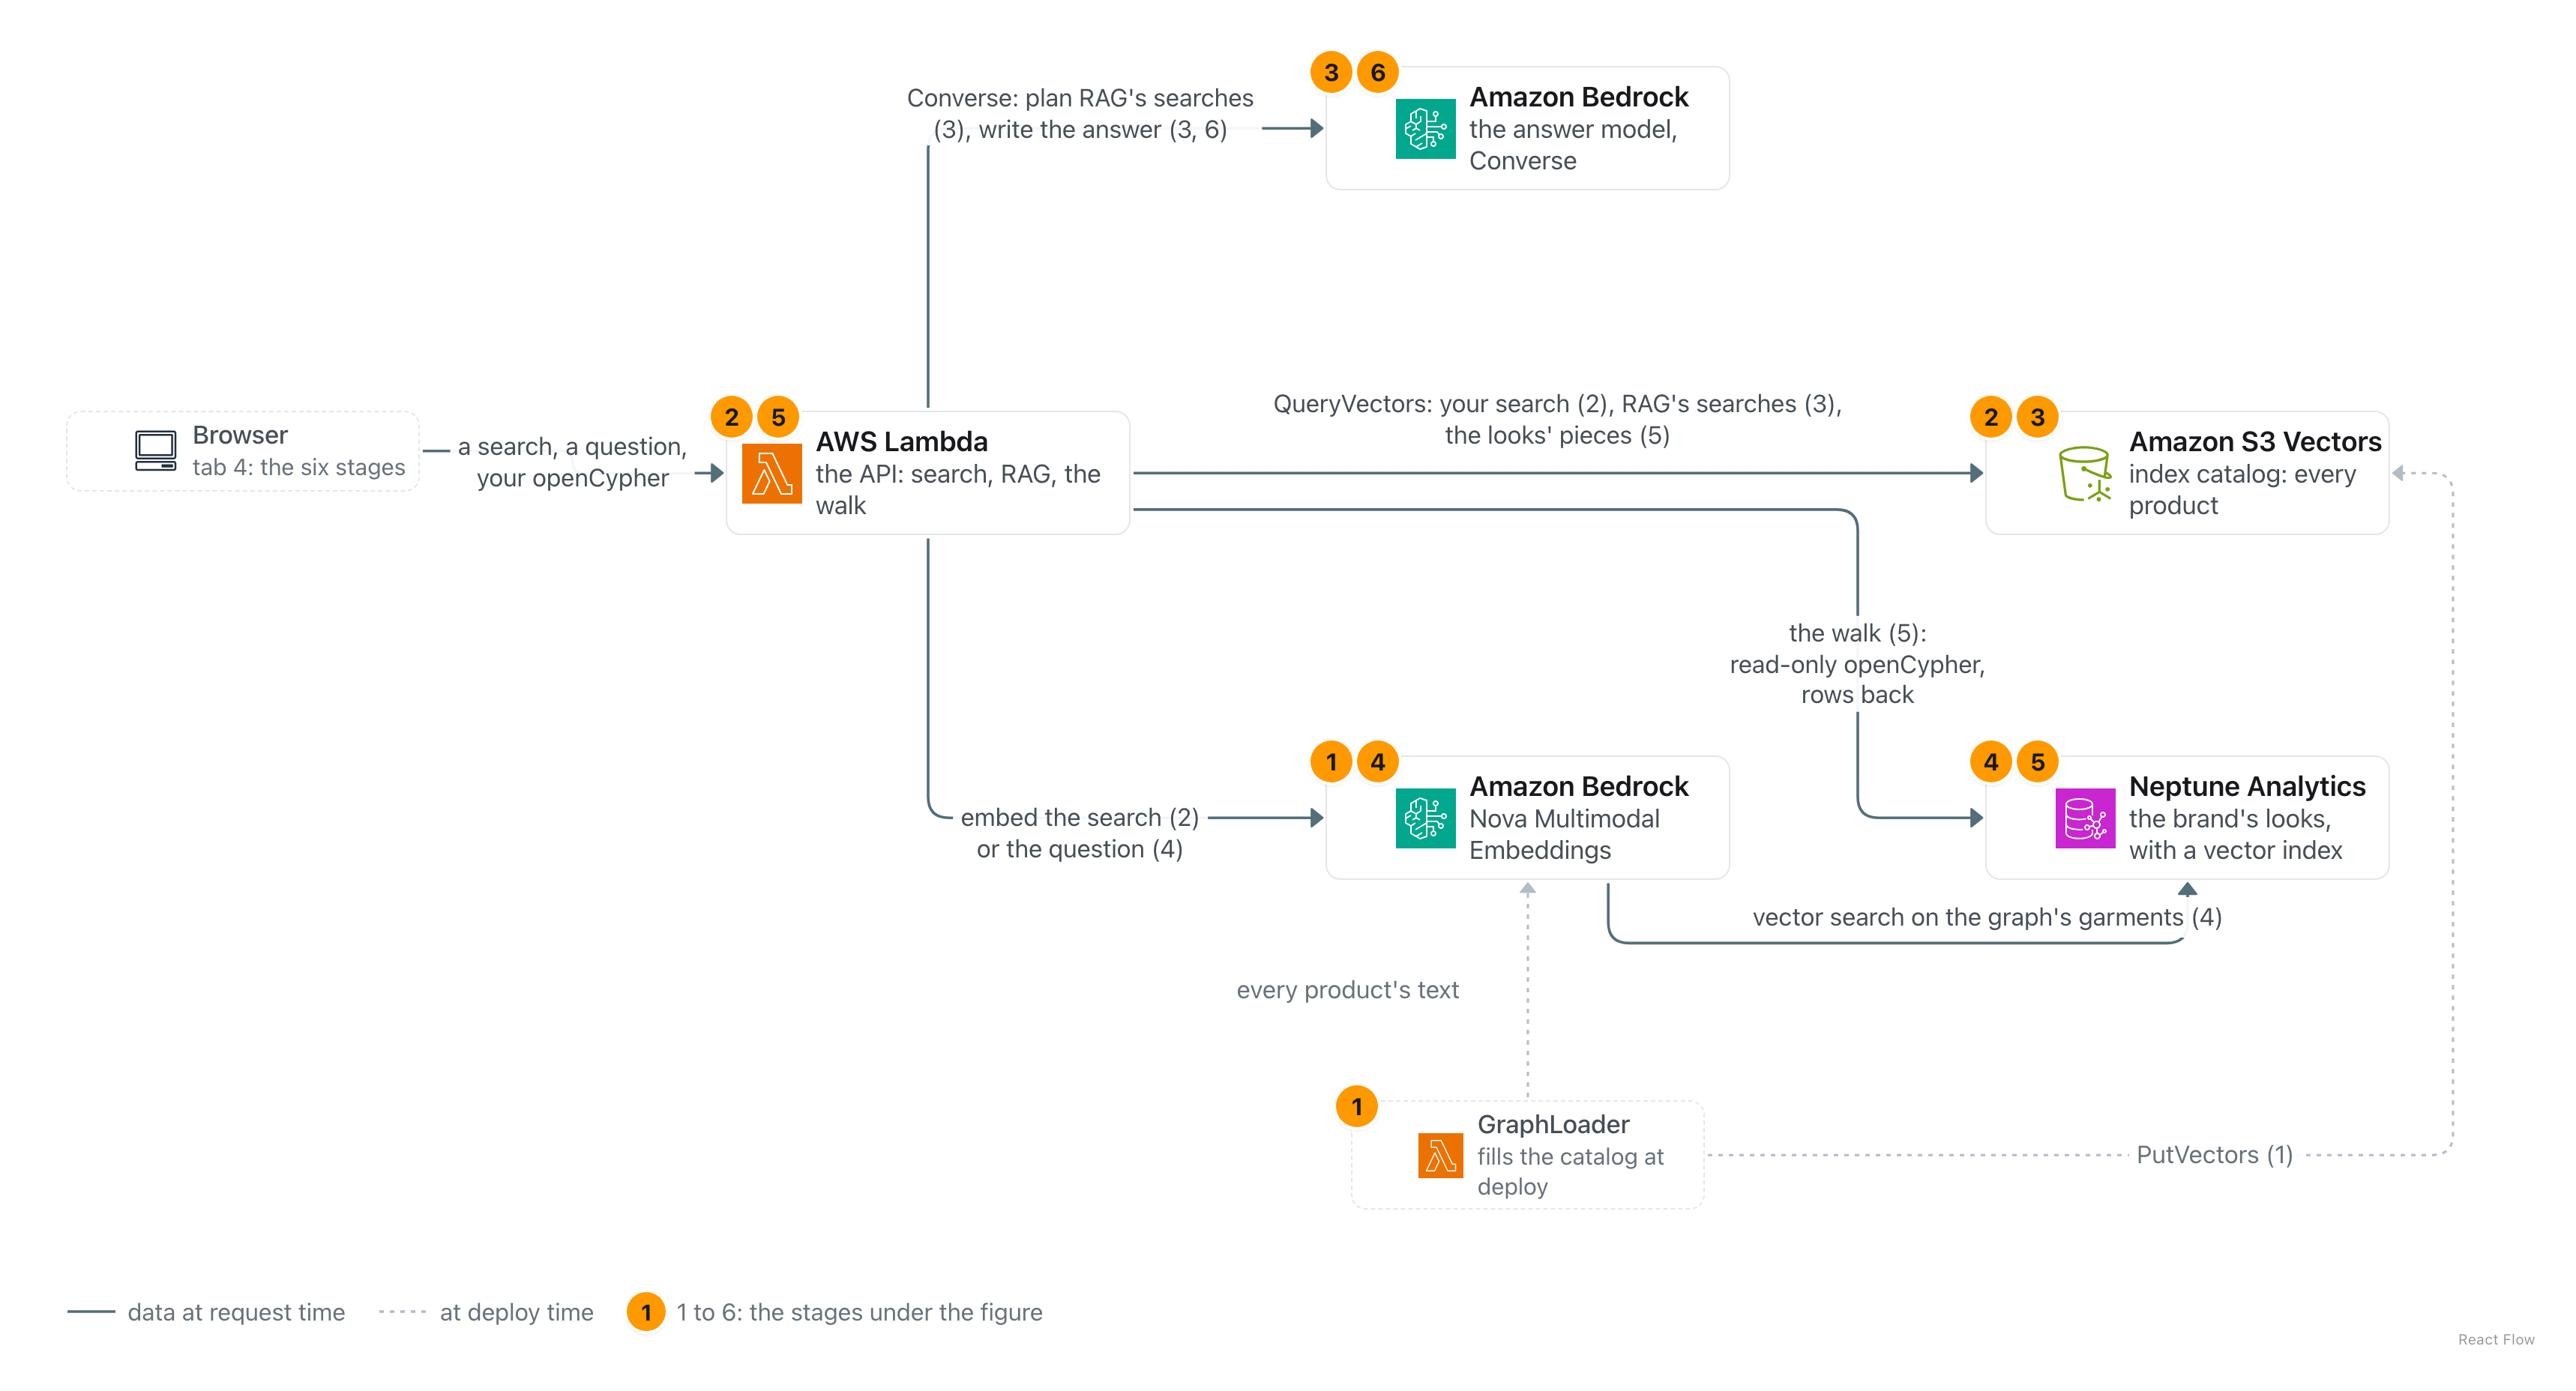 3 6
Amazon Bedrock
the answer model,
Converse
Converse: plan RAG's searches
(3), write the answer (3, 6)
Browser
tab 4: the six stages
a search, a question,
your openCypher
2 5
AWS Lambda
the API: search, RAG, the
walk
QueryVectors: your search (2), RAG's searches (3),
the looks' pieces (5)
2 3
Amazon S3 Vectors
index catalog: every
product
the walk (5):
read-only openCypher,
rows back
embed the search (2)
or the question (4)
1 4
Amazon Bedrock
Nova Multimodal
Embeddings
4 5
Neptune Analytics
the brand's looks,
with a vector index
vector search on the graph's garments (4)
every product's text
1
GraphLoader
fills the catalog at
deploy
PutVectors (1)
data at request time
at deploy time
1
1 to 6: the stages under the figure
React Flow